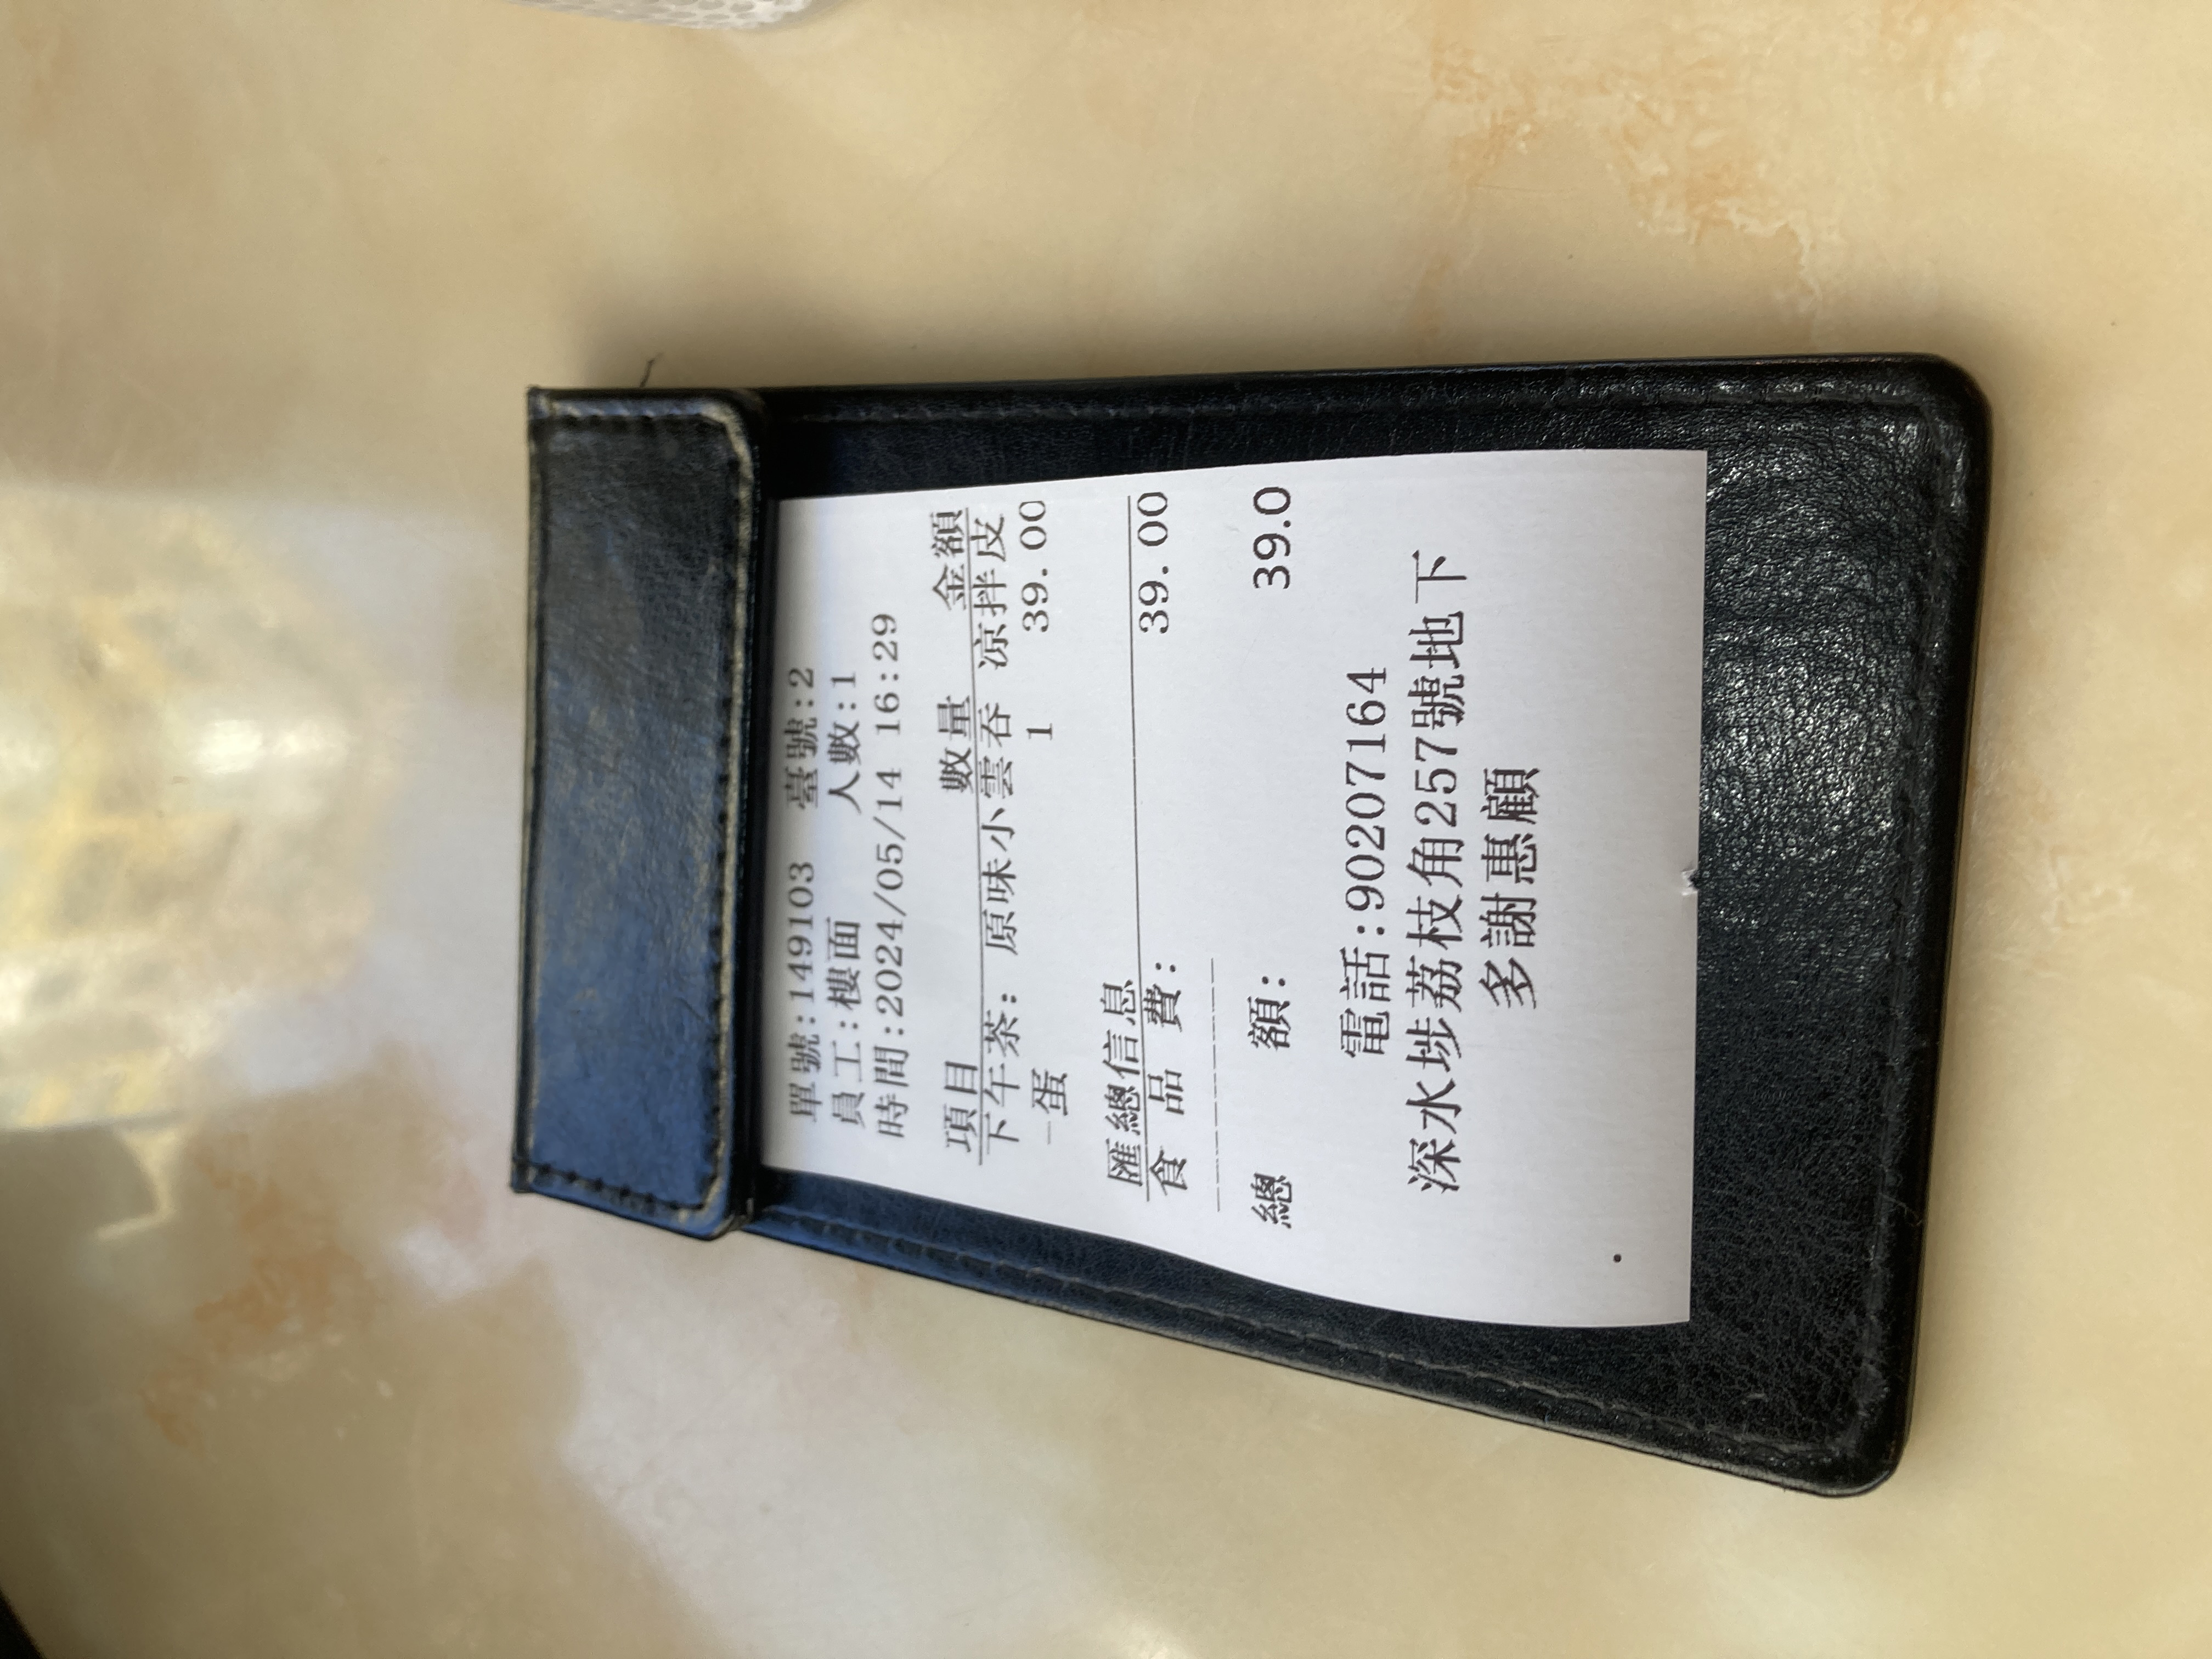 單號:149103 臺號:2
員工:樓面 人數:1
時間:2024/05/14 16:29
項目 數量 金額
下午茶: 原味小雲吞 凉拌皮
蛋 1 39.00
匯總信息
食 品 費: 39.00
總 額: 39.0
電話:90207164
深水埗荔枝角257號地下
多謝惠顧